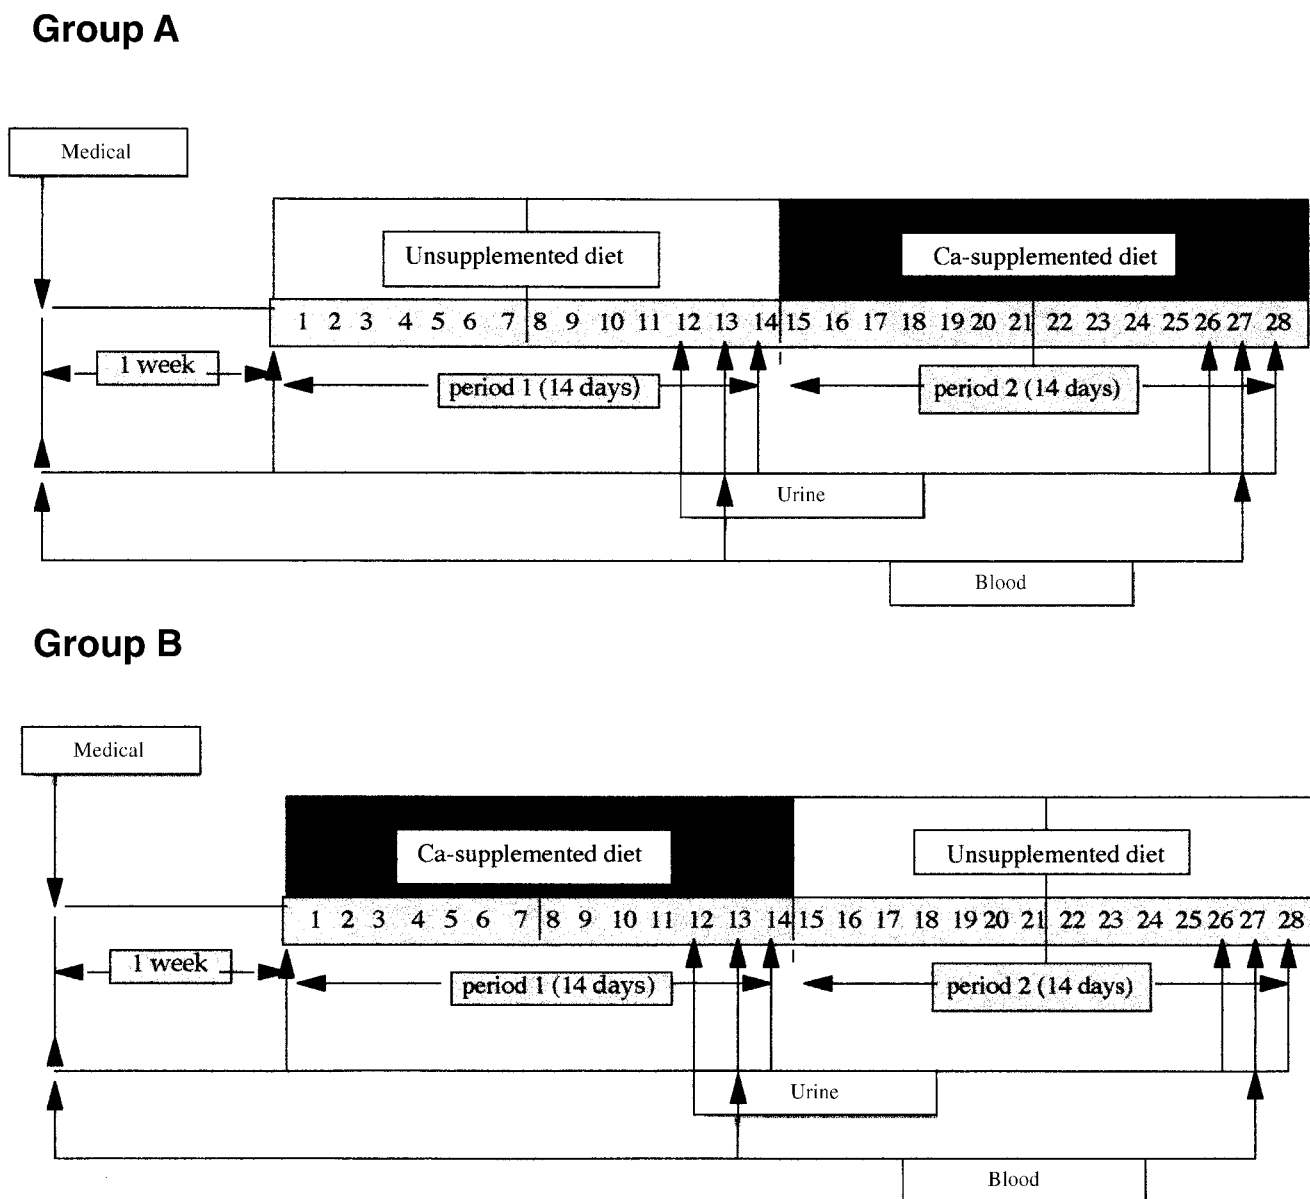 Group A
Medical
Unsupplemented diet
Ca-supplemented diet
1 2 3 4 5 6 7 8 9 10 11 12 13 14 15 16 17 18 19 20 21 22 23 24 25 26 27 28
1 week
period 1 (14 days)
period 2 (14 days)
Urine
Blood
Group B
Medical
Ca-supplemented diet
Unsupplemented diet
1 2 3 4 5 6 7 8 9 10 11 12 13 14 15 16 17 18 19 20 21 22 23 24 25 26 27 28
1 week
period 1 (14 days)
period 2 (14 days)
Urine
Blood